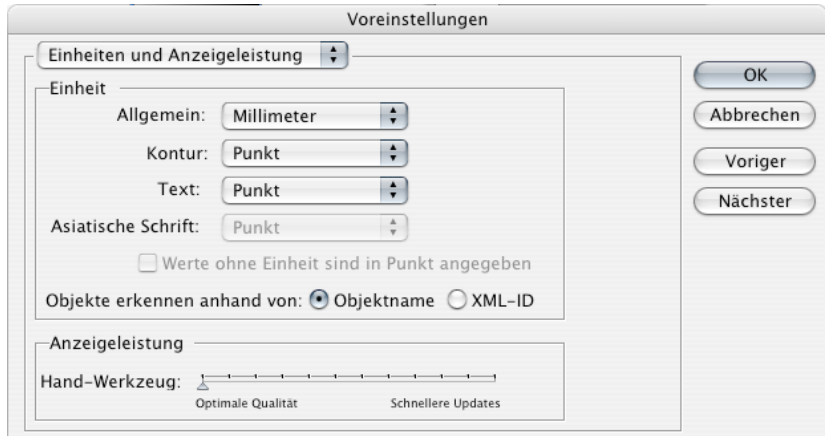 Voreinstellungen
Einheiten und Anzeigeleistung
Einheit
Allgemein: Millimeter
Kontur: Punkt
Text: Punkt
Asiatische Schrift: Punkt
Werte ohne Einheit sind in Punkt angegeben
Objekte erkennen anhand von: Objektname XML-ID
Anzeigeleistung
Hand-Werkzeug:
Optimale Qualität Schnellere Updates
OK
Abbrechen
Voriger
Nächster